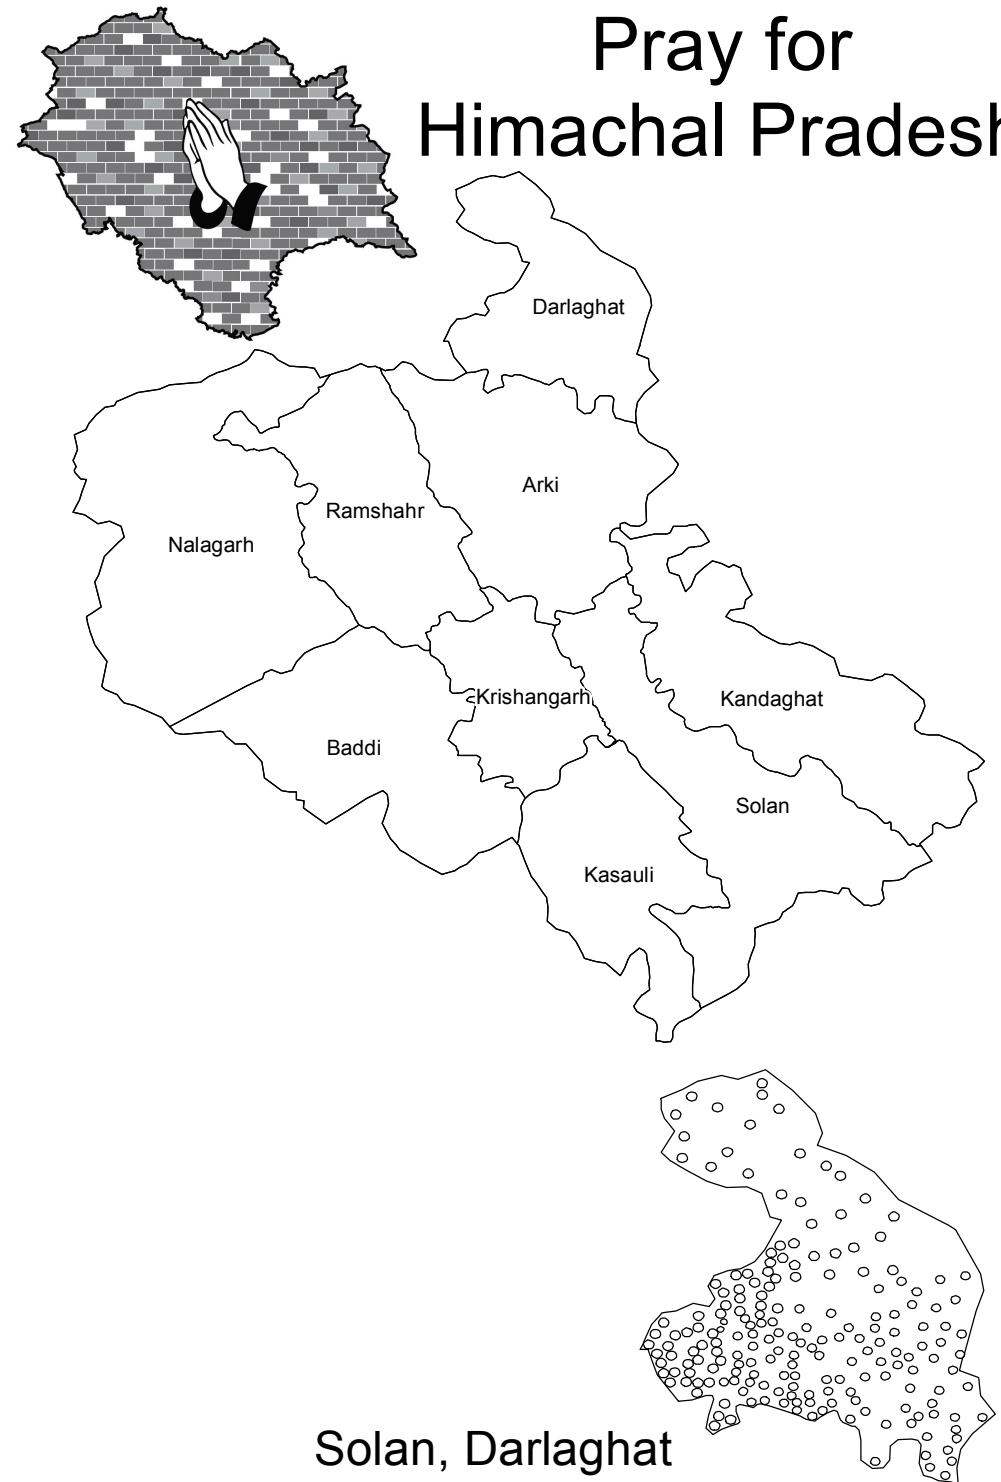 Pray for
Himachal Pradesh
Darlaghat
Arki
Ramshahr
Nalagarh
Krishangarh
Kandaghat
Baddi
Solan
Kasauli
Solan, Darlaghat